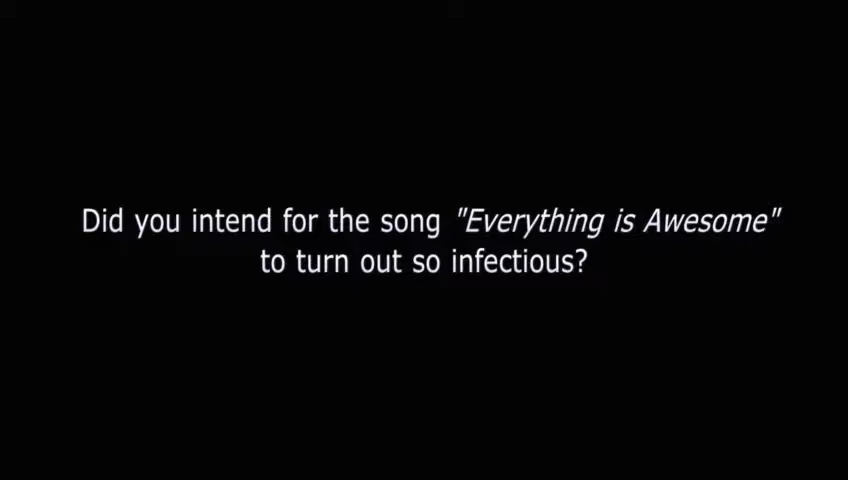 Did you intend for the song "Everything is Awesome"
to turn out so infectious?